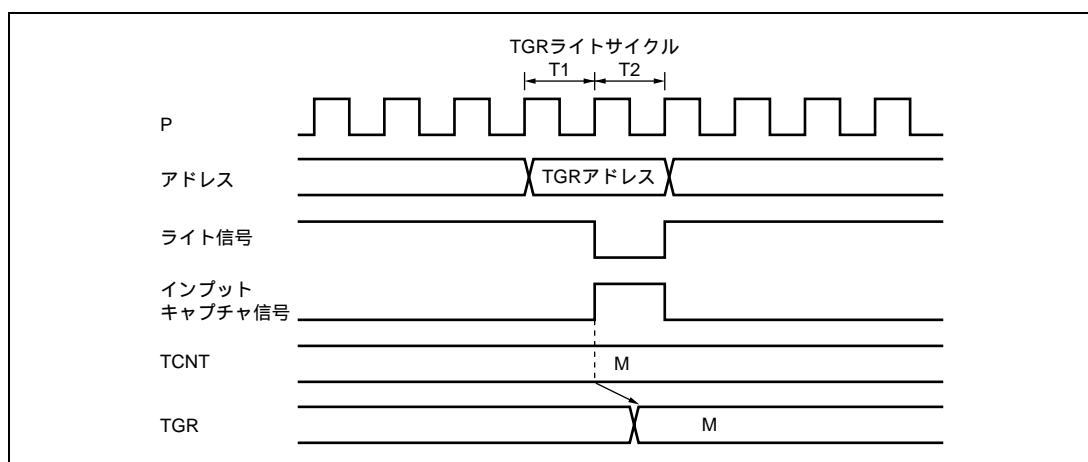 TGRライトサイクル
T1 T2
P
アドレス TGRアドレス
ライト信号
インプット
キャプチャ信号
TCNT M
TGR M